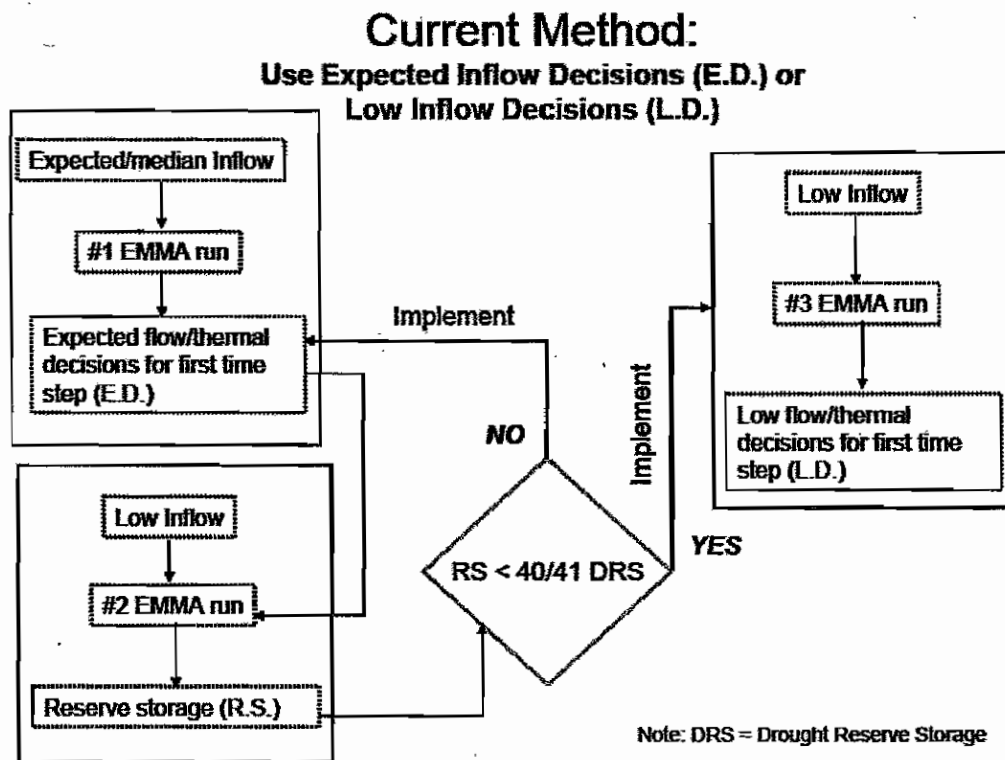 Current Method:
Use Expected Inflow Decisions (E.D.) or
Low Inflow Decisions (L.D.)
Expected/median Inflow
#1 EMMA run
Expected flow/thermal
decisions for first time
step (E.D.)
Low Inflow
#2 EMMA run
Reserve storage (R.S.)
Implement
NO
RS < 40/41 DRS
YES
Implement
Low Inflow
#3 EMMA run
Low flow/thermal
decisions for first time
step (L.D.)
Note: DRS = Drought Reserve Storage